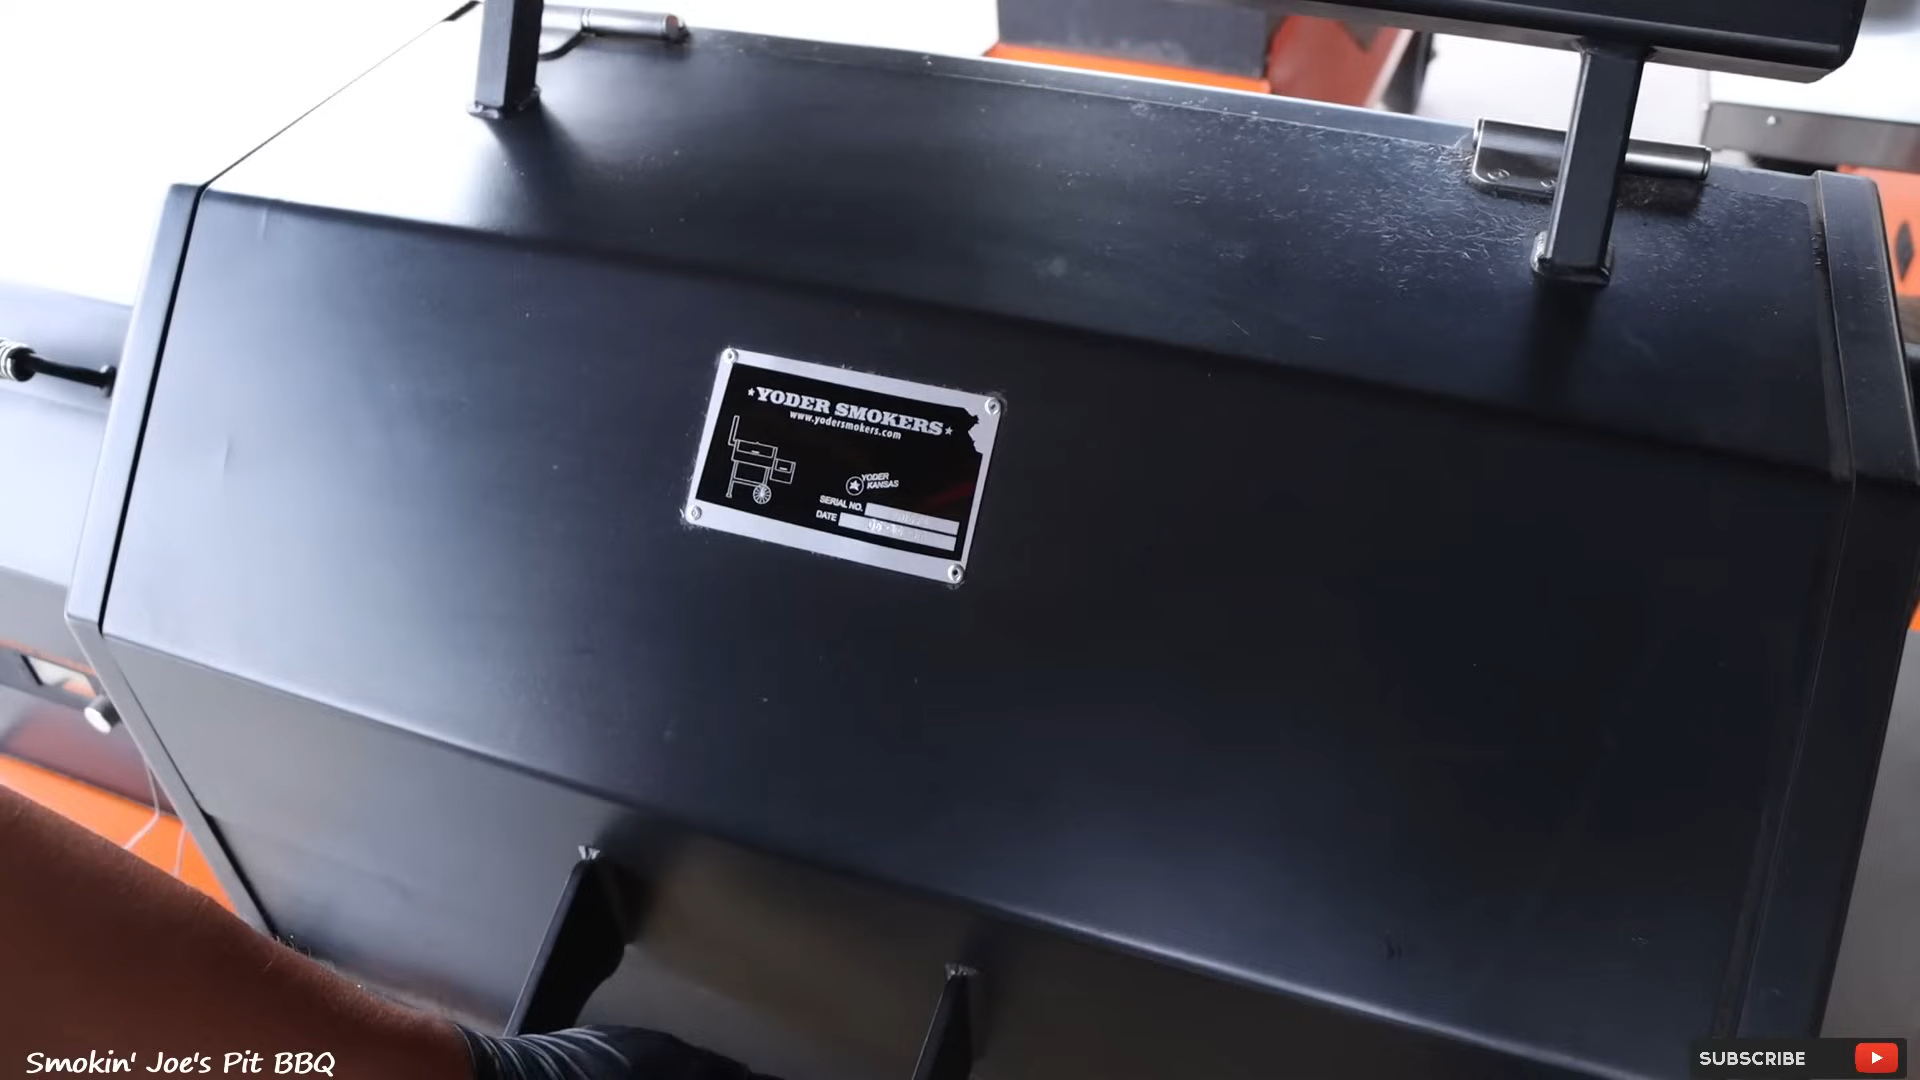 ★YODER SMOKERS★
www.yodersmokers.com
YODER
KANSAS
SERIAL NO.
DATE
Smokin' Joe's Pit BBQ
SUBSCRIBE